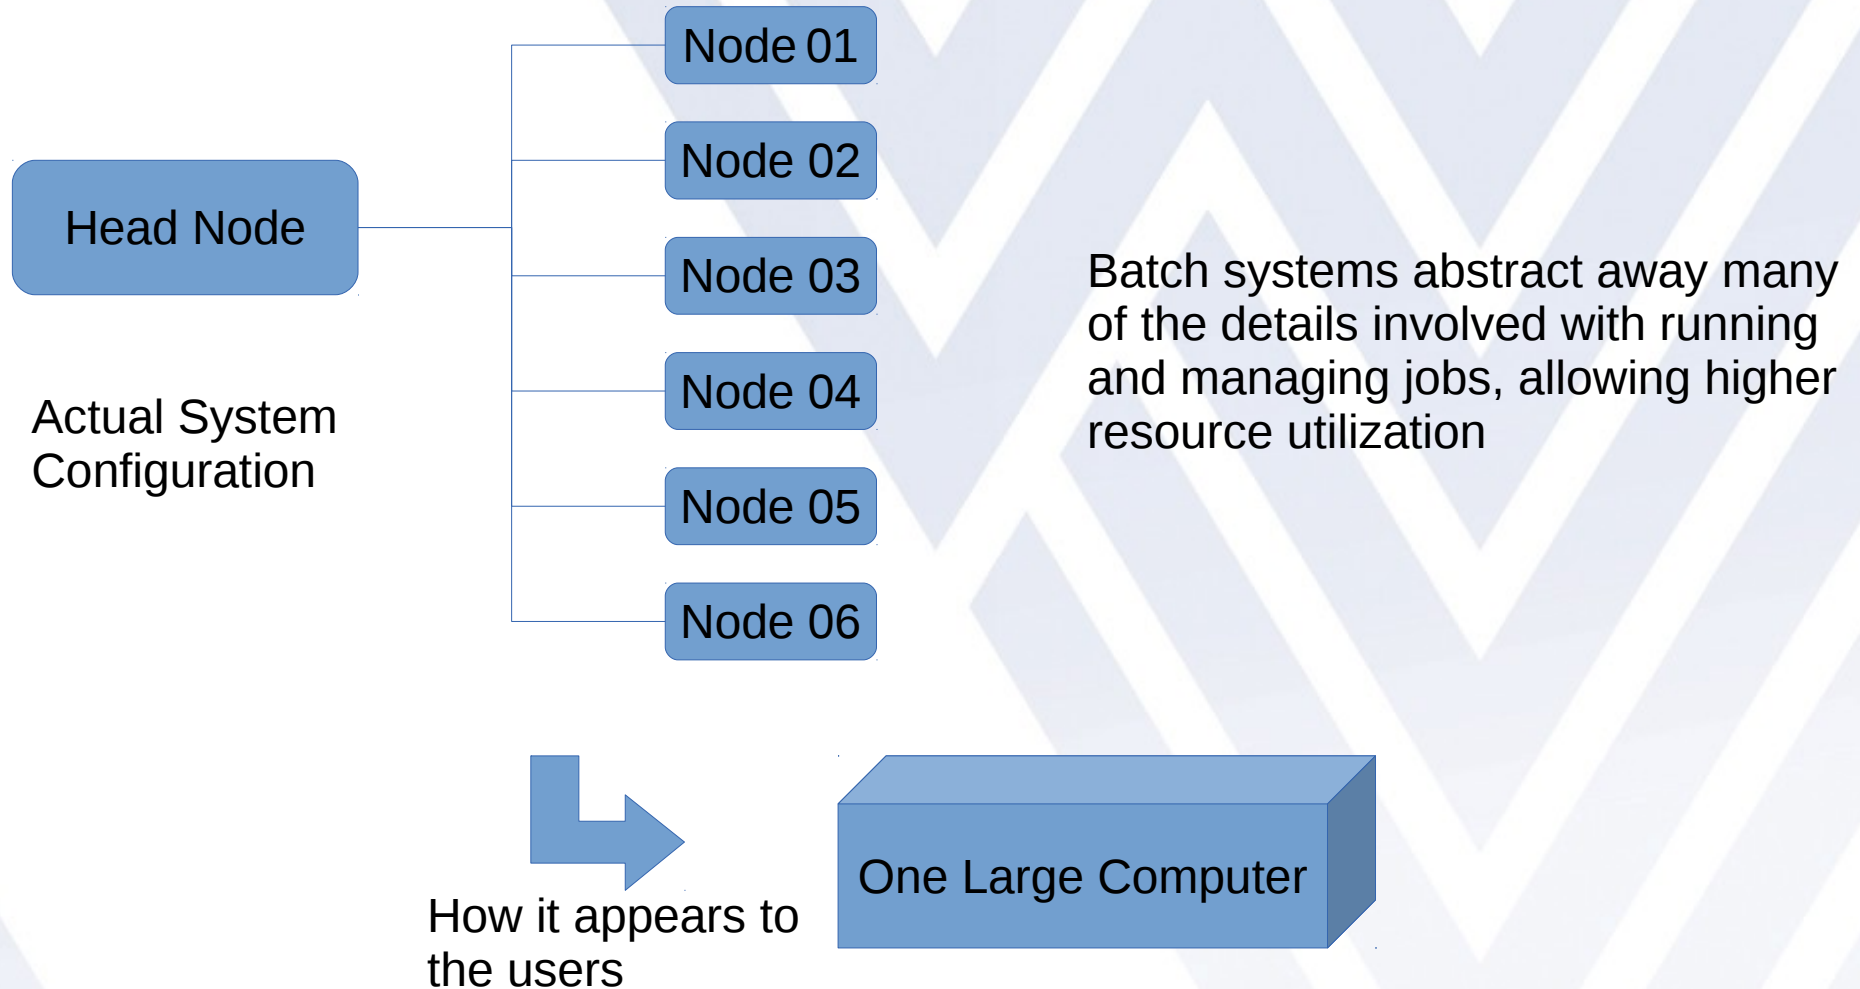 Node 01
Node 02
Head Node
Node 03
Node 04
Node 05
Node 06
Actual System
Configuration
Batch systems abstract away many
of the details involved with running
and managing jobs, allowing higher
resource utilization
One Large Computer
How it appears to
the users